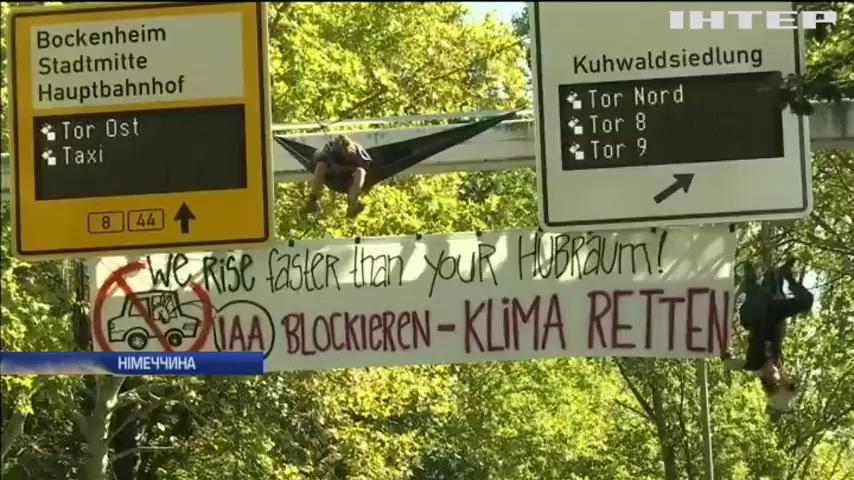 ІНТЕР
Bockenheim
Stadtmitte
Hauptbahnhof
Tor Ost
Taxi
8 44
Kuhwaldsiedlung
Tor Nord
Tor 8
Tor 9
WE RISE faster than your HUBRAUM!
IAA BLOCKIEREN - KLIMA RETTEN
НІМЕЧЧИНА